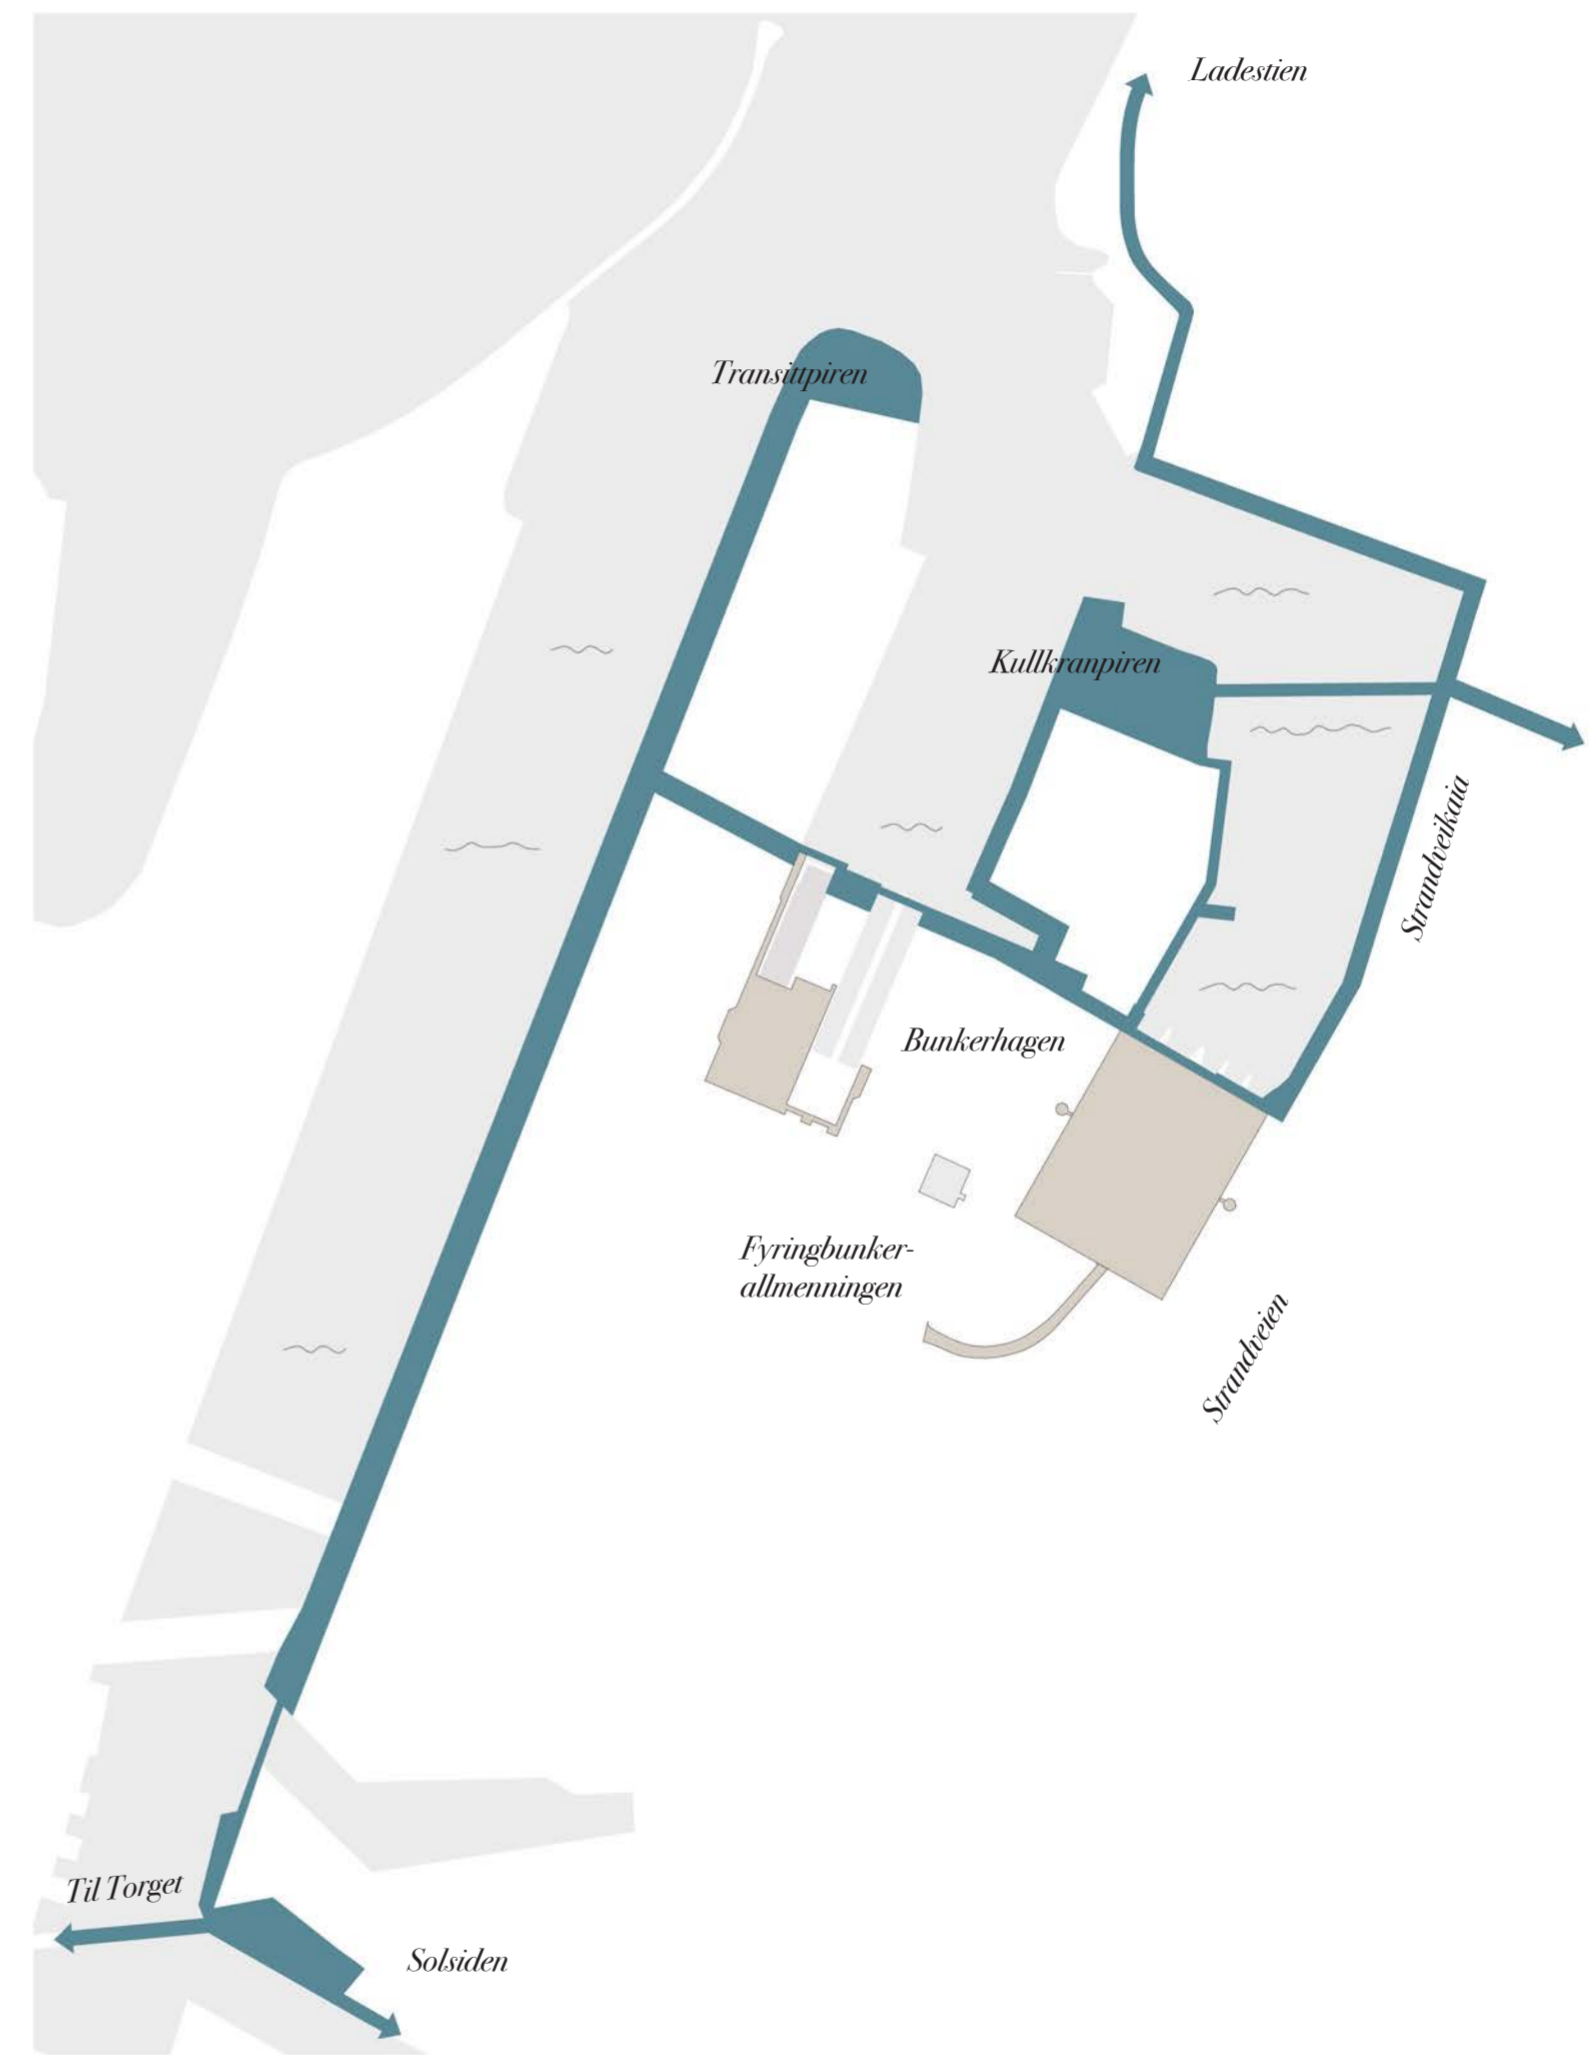 Ladestien
Transittpiren
Kullkranpiren
Strandveikaia
Bunkerhagen
Fyringbunker-
allmenningen
Strandveien
Til Torget
Solsiden